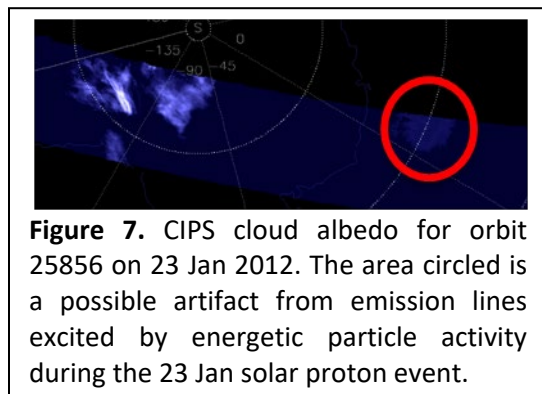 S
0
-135
-90
-45
Figure 7. CIPS cloud albedo for orbit
25856 on 23 Jan 2012. The area circled is
a possible artifact from emission lines
excited by energetic particle activity
during the 23 Jan solar proton event.